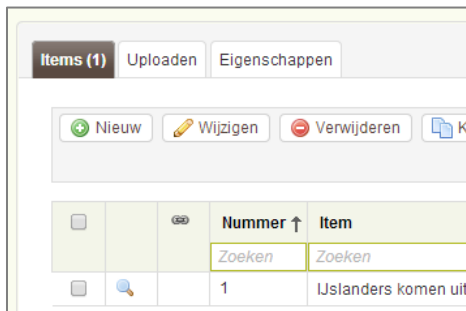 Items (1) Uploaden Eigenschappen
Nieuw Wijzigen Verwijderen K
Nummer ↑ Item
Zoeken Zoeken
1 IJslanders komen uit